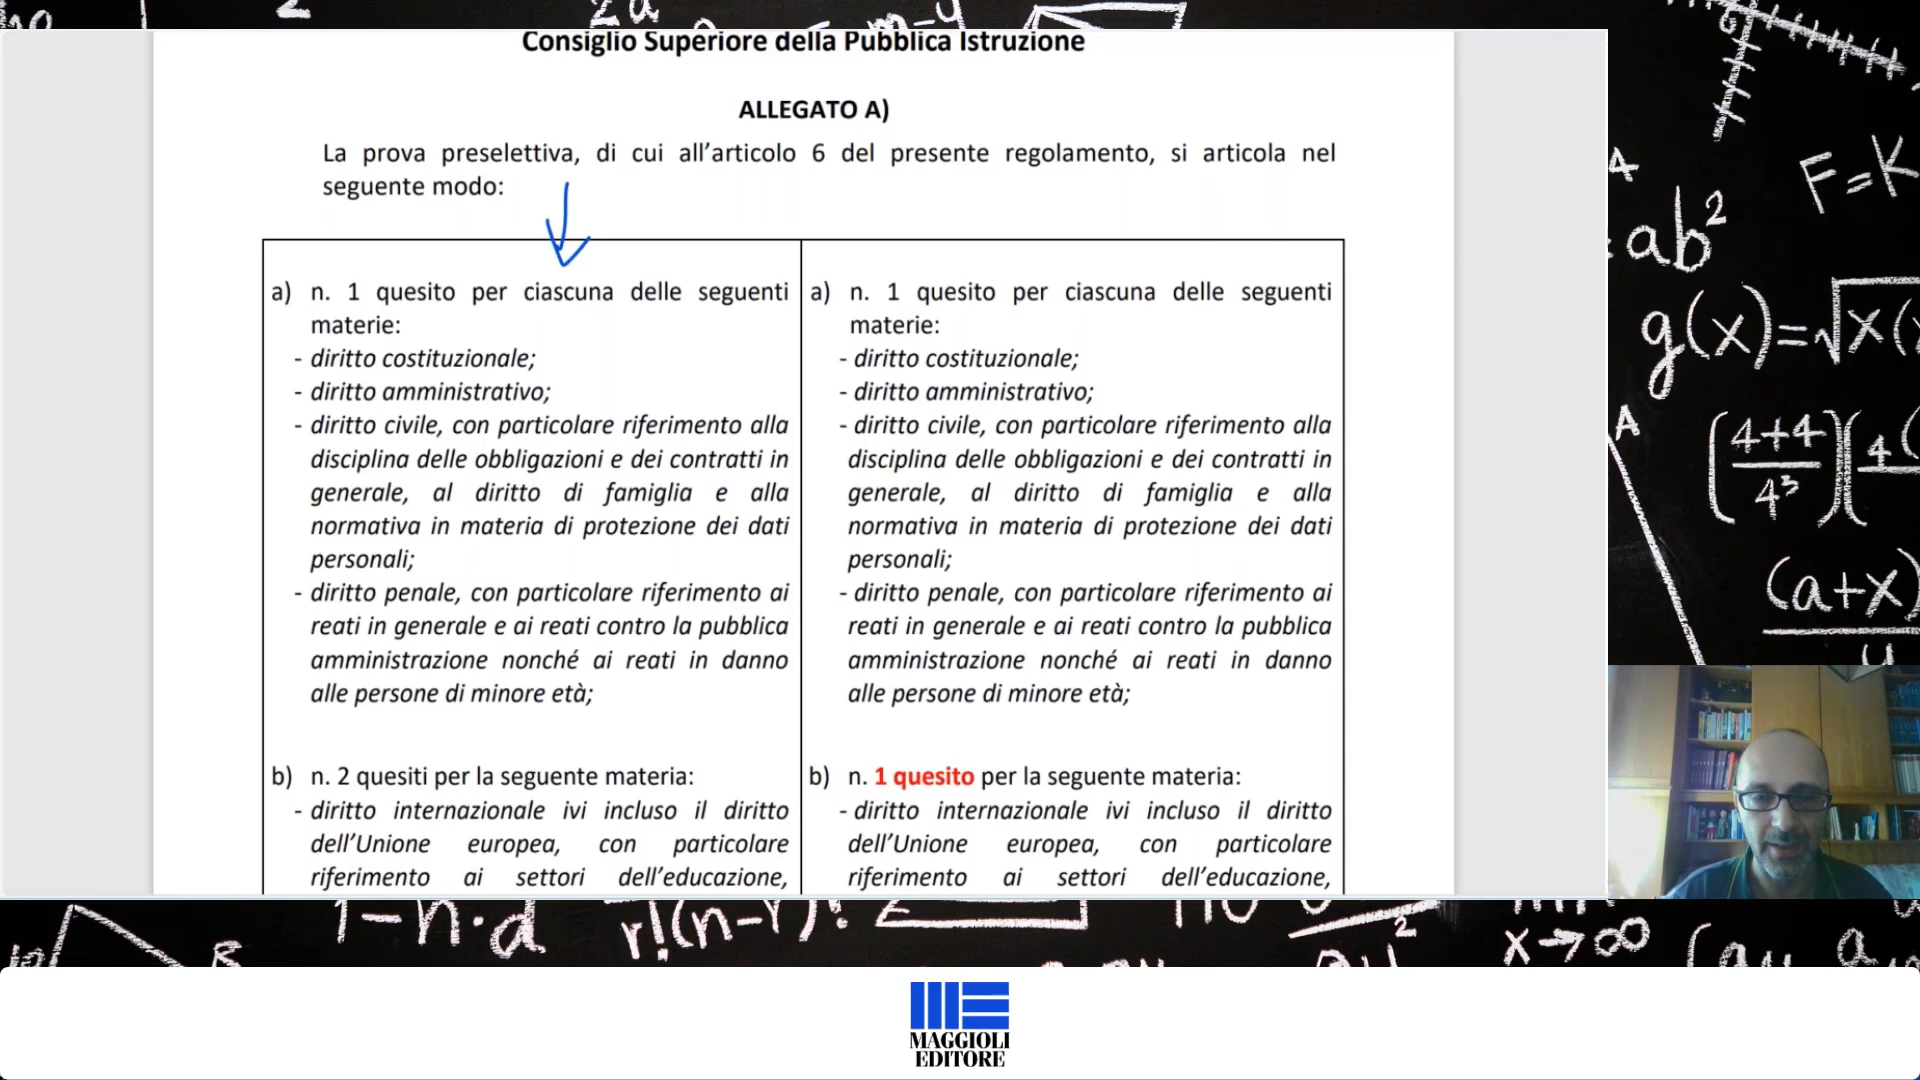 Consiglio Superiore della Pubblica Istruzione
ALLEGATO A)
La prova preselettiva, di cui all’articolo 6 del presente regolamento, si articola nel
seguente modo:
a) n. 1 quesito per ciascuna delle seguenti
materie:
- diritto costituzionale;
- diritto amministrativo;
- diritto civile, con particolare riferimento alla
disciplina delle obbligazioni e dei contratti in
generale, al diritto di famiglia e alla
normativa in materia di protezione dei dati
personali;
- diritto penale, con particolare riferimento ai
reati in generale e ai reati contro la pubblica
amministrazione nonché ai reati in danno
alle persone di minore età;
b) n. 2 quesiti per la seguente materia:
- diritto internazionale ivi incluso il diritto
dell’Unione europea, con particolare
riferimento ai settori dell’educazione,
a) n. 1 quesito per ciascuna delle seguenti
materie:
- diritto costituzionale;
- diritto amministrativo;
- diritto civile, con particolare riferimento alla
disciplina delle obbligazioni e dei contratti in
generale, al diritto di famiglia e alla
normativa in materia di protezione dei dati
personali;
- diritto penale, con particolare riferimento ai
reati in generale e ai reati contro la pubblica
amministrazione nonché ai reati in danno
alle persone di minore età;
b) n. 1 quesito per la seguente materia:
- diritto internazionale ivi incluso il diritto
dell’Unione europea, con particolare
riferimento ai settori dell’educazione,
F=K
ab²
A
(a+x)
x→∞
MAGGIOLI
EDITORE